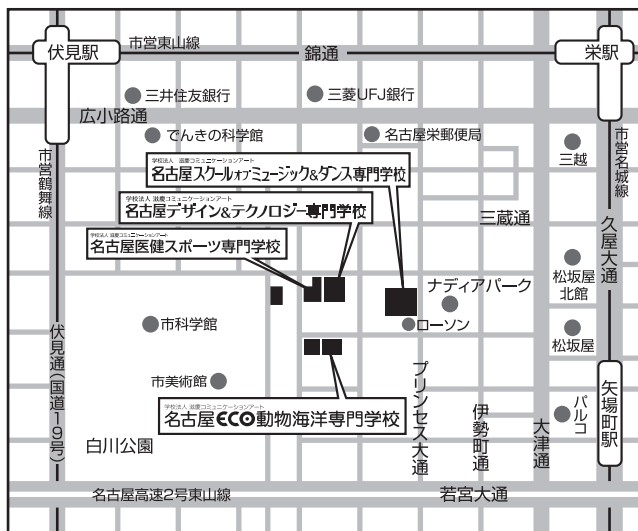 市営東山線
伏見駅
錦通
栄駅
三井住友銀行
三菱UFJ銀行
広小路通
でんきの科学館
名古屋栄郵便局
三越
市営鶴舞線
市営名城線
学校法人 滋慶コミュニケーションアート
名古屋スクールオブミュージック&ダンス専門学校
学校法人 滋慶コミュニケーションアート
名古屋デザイン&テクノロジー専門学校
三蔵通
久屋大通
学校法人 滋慶コミュニケーションアート
名古屋医健スポーツ専門学校
松坂屋
北館
ナディアパーク
市科学館
ローソン
松坂屋
伏見通(国道19号)
市美術館
プリンセス大通
矢場町駅
学校法人 滋慶コミュニケーションアート
名古屋ECO動物海洋専門学校
パルコ
伊勢町通
大津通
白川公園
名古屋高速2号東山線
若宮大通